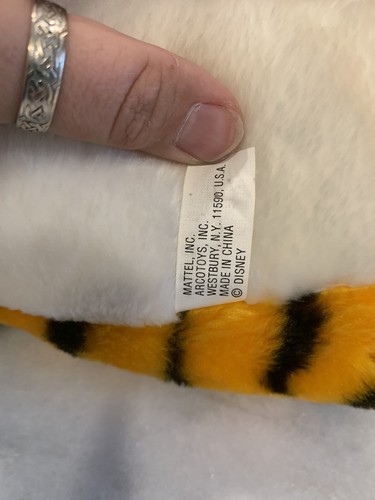 MATTEL, INC.
ARCOTOYS, INC.
WESTBURY, N.Y. 11590, U.S.A.
MADE IN CHINA
© DISNEY